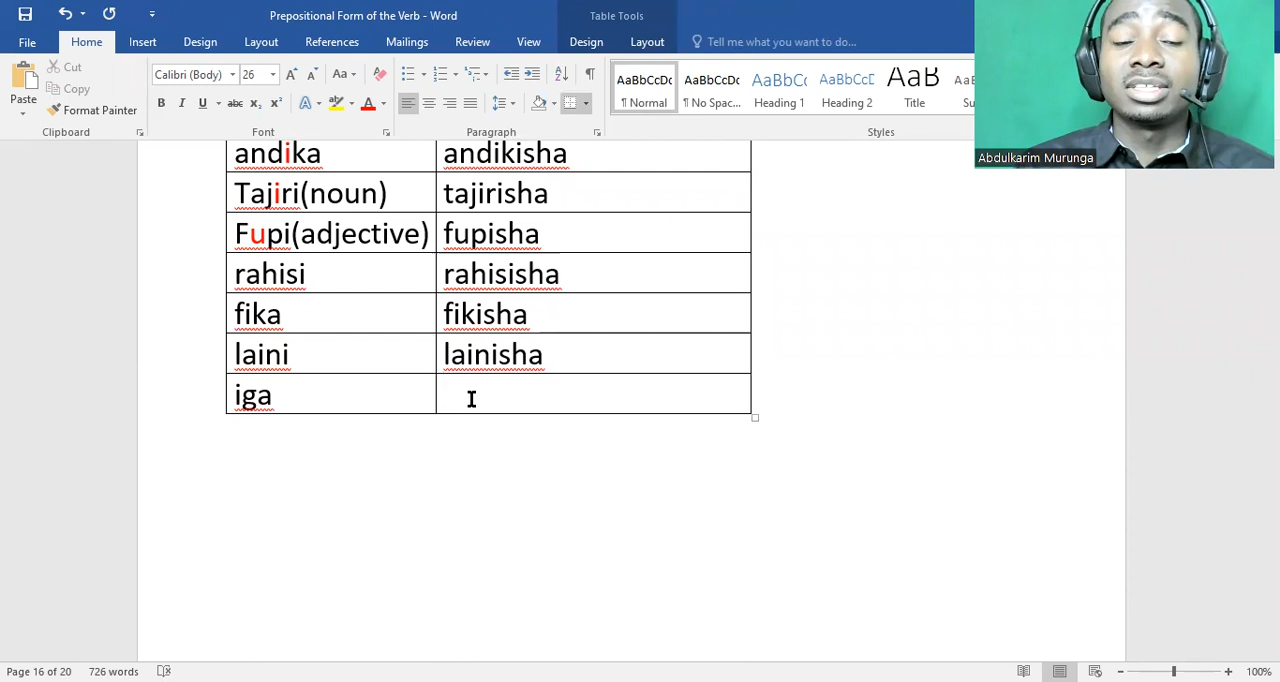 Prepositional Form of the Verb - Word
Table Tools
File Home Insert Design Layout References Mailings Review View Design Layout Tell me what you want to do...
Paste
Cut
Copy
Format Painter
Clipboard
Calibri (Body) 26
Font
Paragraph
AaBbCcDc AaBbCcDc AaBbCc AaBbCcD AaB AaB
¶ Normal ¶ No Spac... Heading 1 Heading 2 Title Su
Styles
Abdulkarim Murunga
andika andikisha
Tajiri(noun) tajirisha
Fupi(adjective) fupisha
rahisi rahisisha
fika fikisha
laini lainisha
iga
Page 16 of 20 726 words 100%